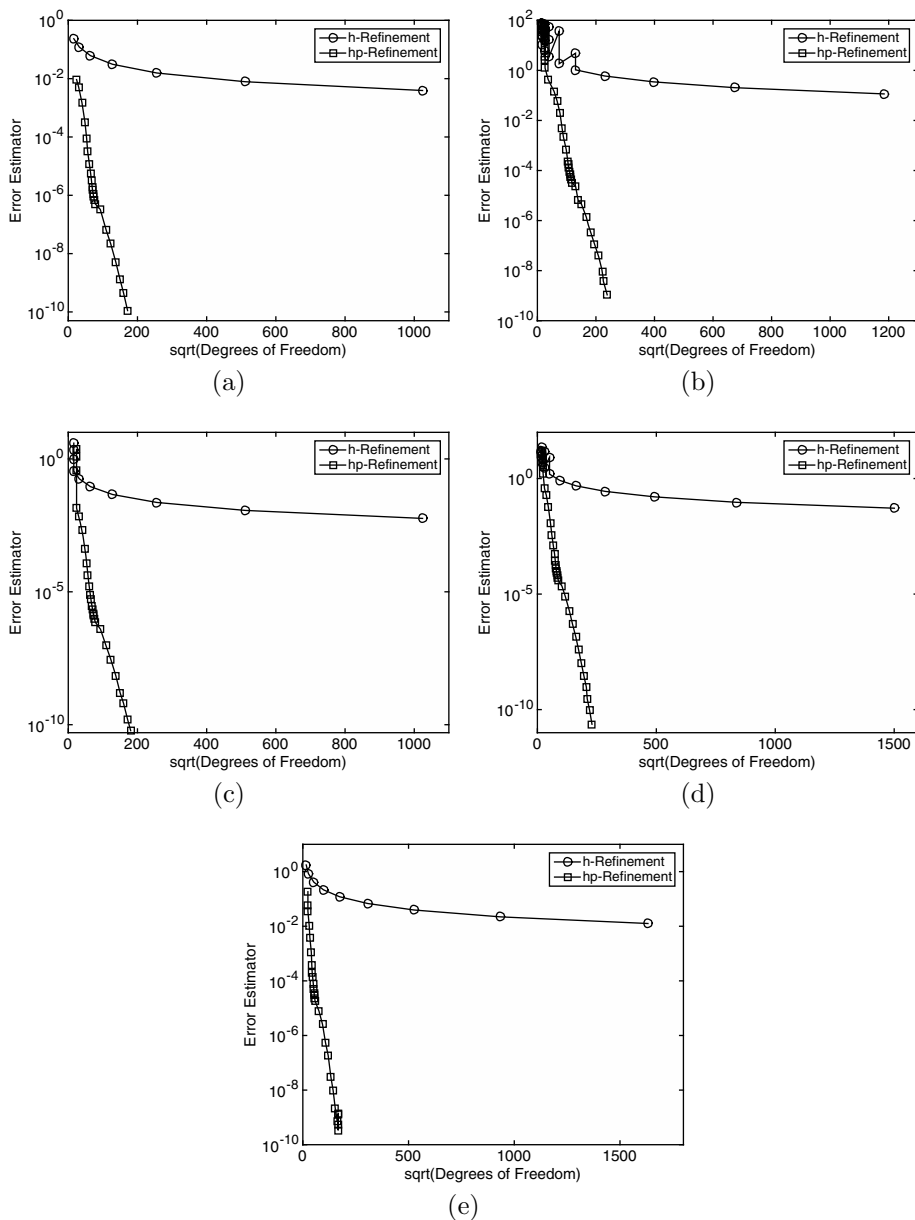 10^0
10^-2
10^-4
10^-6
10^-8
10^-10
Error Estimator
0 200 400 600 800 1000
sqrt(Degrees of Freedom)
h-Refinement
hp-Refinement
(a)
10^2
10^0
10^-2
10^-4
10^-6
10^-8
10^-10
Error Estimator
0 200 400 600 800 1000 1200
sqrt(Degrees of Freedom)
h-Refinement
hp-Refinement
(b)
10^0
10^-5
10^-10
Error Estimator
0 200 400 600 800 1000
sqrt(Degrees of Freedom)
h-Refinement
hp-Refinement
(c)
10^0
10^-5
10^-10
Error Estimator
0 500 1000 1500
sqrt(Degrees of Freedom)
h-Refinement
hp-Refinement
(d)
10^0
10^-2
10^-4
10^-6
10^-8
10^-10
Error Estimator
0 500 1000 1500
sqrt(Degrees of Freedom)
h-Refinement
hp-Refinement
(e)